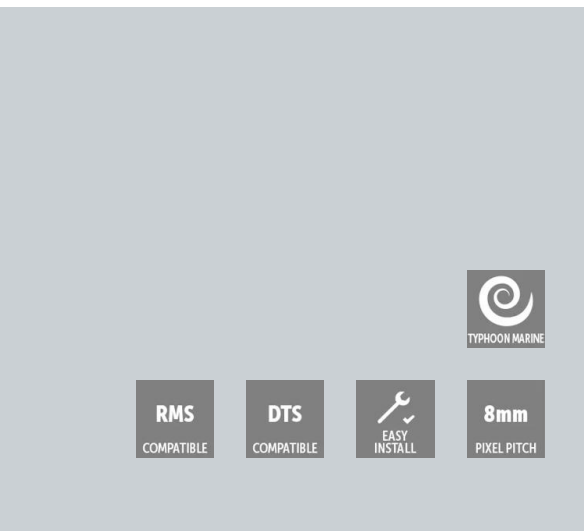 TYPHOON MARINE
RMS
COMPATIBLE
DTS
COMPATIBLE
EASY
INSTALL
8mm
PIXEL PITCH